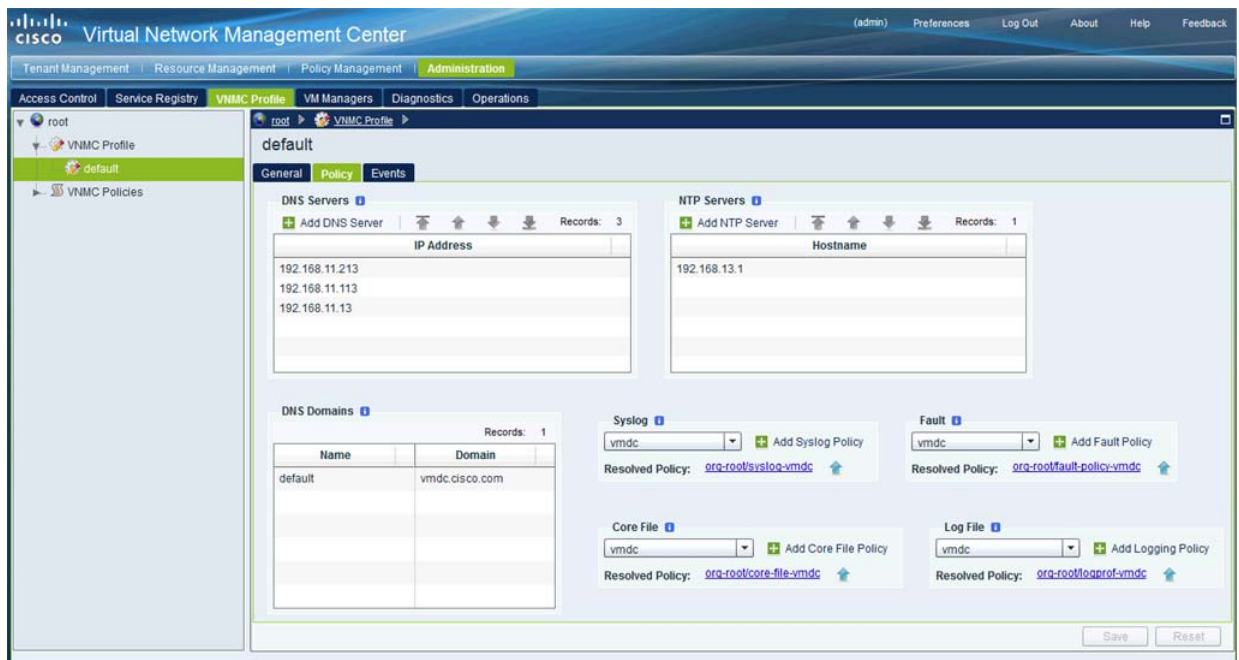 cisco Virtual Network Management Center
(admin) Preferences Log Out About Help Feedback
Tenant Management | Resource Management | Policy Management | Administration
Access Control Service Registry VNMC Profile VM Managers Diagnostics Operations
root
VNMC Profile
default
VNMC Policies
root VNMC Profile
default
General Policy Events
DNS Servers
Add DNS Server Records: 3
IP Address
192.168.11.213
192.168.11.113
192.168.11.13
NTP Servers
Add NTP Server Records: 1
Hostname
192.168.13.1
DNS Domains
Records: 1
Name Domain
default vmdc.cisco.com
Syslog
vmdc Add Syslog Policy
Resolved Policy: org-root/syslog-vmdc
Fault
vmdc Add Fault Policy
Resolved Policy: org-root/fault-policy-vmdc
Core File
vmdc Add Core File Policy
Resolved Policy: org-root/core-file-vmdc
Log File
vmdc Add Logging Policy
Resolved Policy: org-root/logprof-vmdc
Save Reset